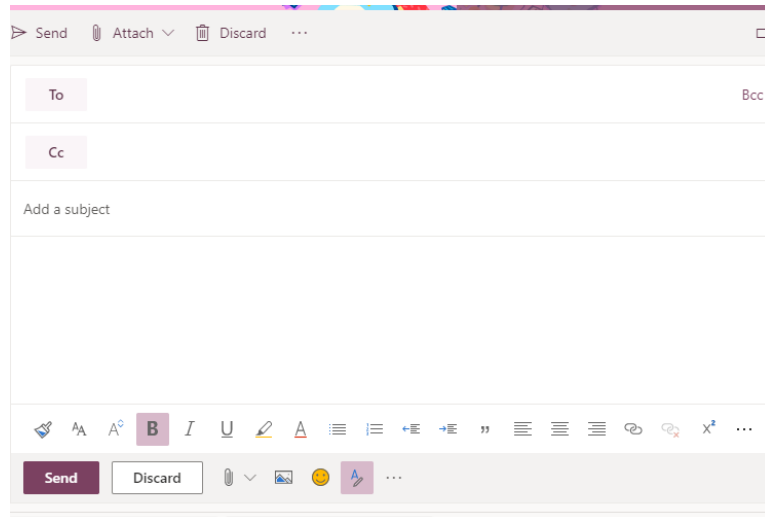 Send Attach Discard ...
To Bcc
Cc
Add a subject
B I U A
Send Discard ...